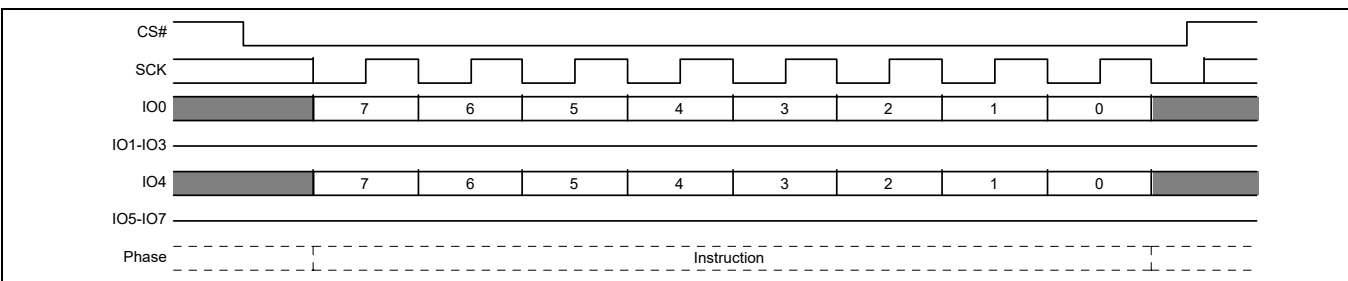 CS#
SCK
IO0 7 6 5 4 3 2 1 0
IO1-IO3
IO4 7 6 5 4 3 2 1 0
IO5-IO7
Phase Instruction